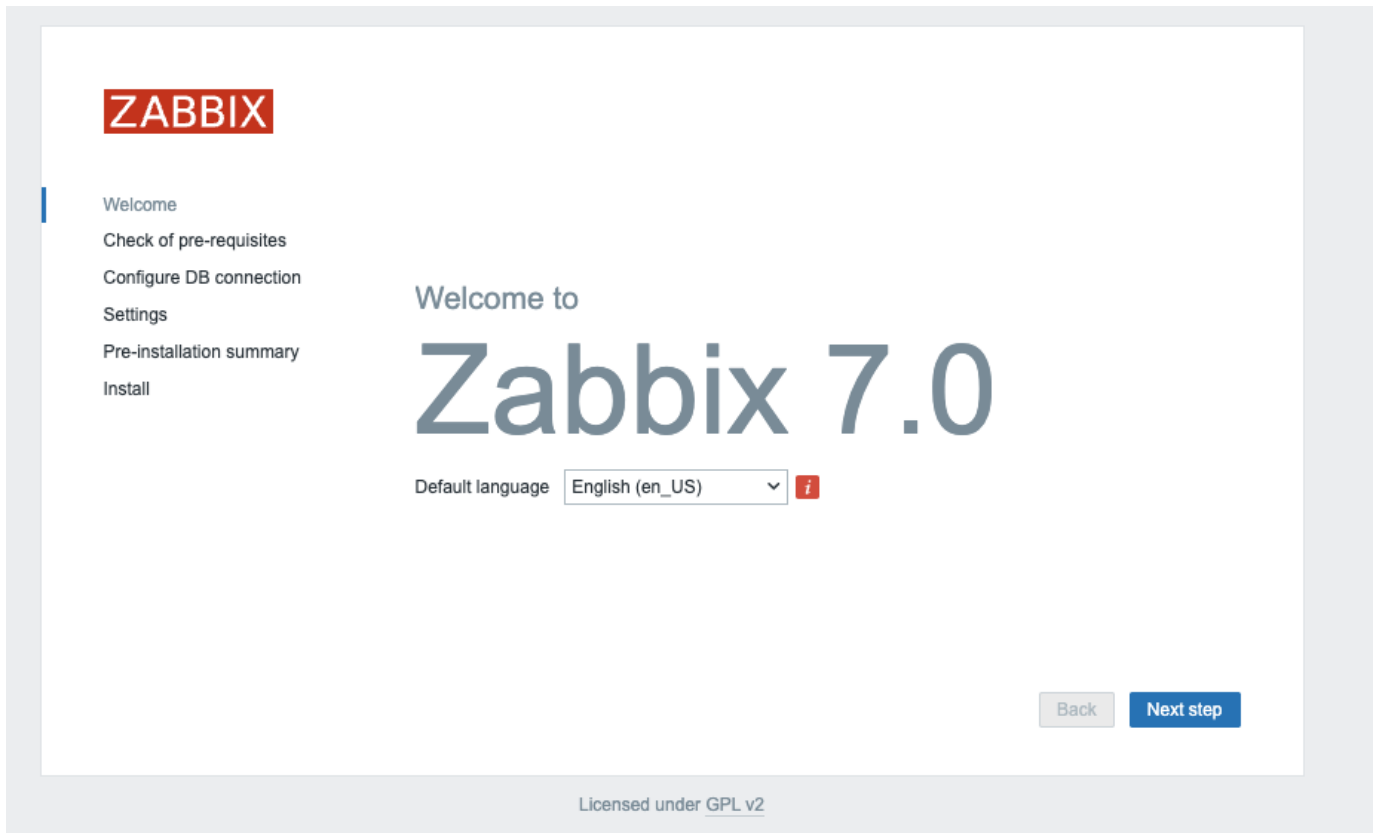 ZABBIX
Welcome
Check of pre-requisites
Configure DB connection
Settings
Pre-installation summary
Install
Welcome to
Zabbix 7.0
Default language English (en_US) i
Back Next step
Licensed under GPL v2